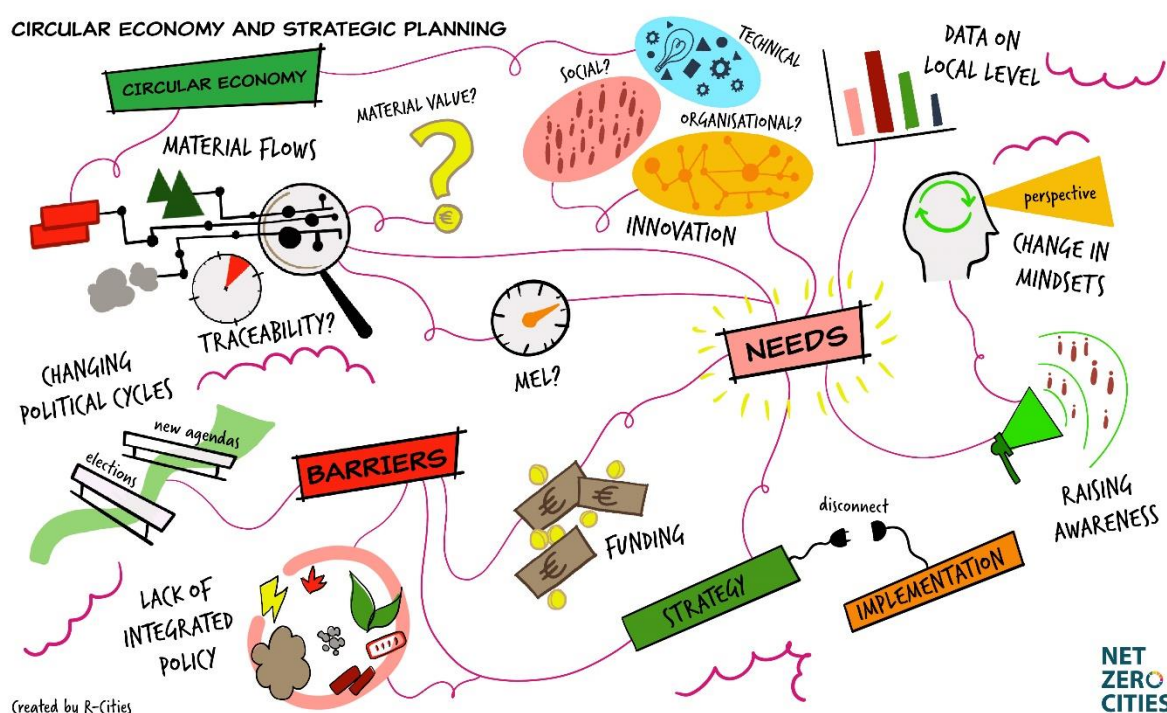 CIRCULAR ECONOMY AND STRATEGIC PLANNING
CIRCULAR ECONOMY
MATERIAL FLOWS
TRACEABILITY?
MATERIAL VALUE?
€
SOCIAL?
TECHNICAL
ORGANISATIONAL?
INNOVATION
DATA ON
LOCAL LEVEL
perspective
CHANGE IN
MINDSETS
MEL?
NEEDS
CHANGING
POLITICAL CYCLES
new agendas
elections
BARRIERS
LACK OF
INTEGRATED
POLICY
€
€
€
FUNDING
STRATEGY
disconnect
IMPLEMENTATION
RAISING
AWARENESS
Created by R-Cities
NET
ZERO
CITIES